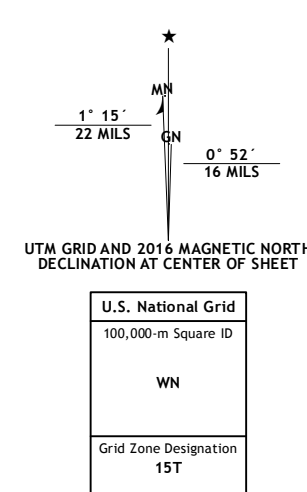 ★
MN
1° 15´
22 MILS
GN
0° 52´
16 MILS
UTM GRID AND 2016 MAGNETIC NORTH
DECLINATION AT CENTER OF SHEET
U.S. National Grid
100,000-m Square ID
WN
Grid Zone Designation
15T